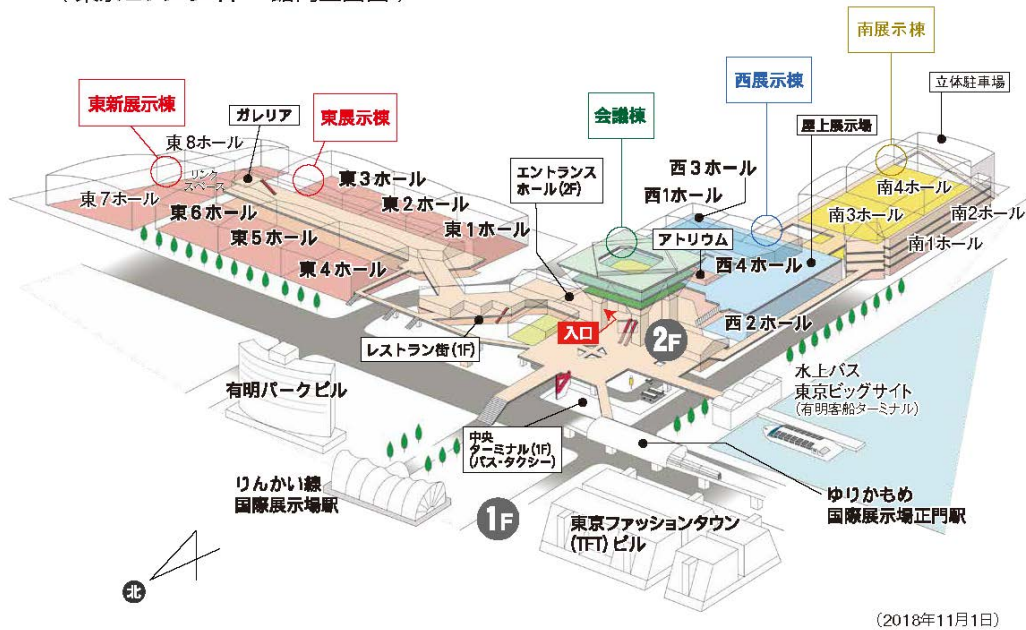 南展示棟
立体駐車場
東新展示棟
ガレリア
東展示棟
会議棟
西展示棟
屋上展示場
東8ホール
リンク
スペース
東7ホール
東3ホール
東2ホール
東1ホール
東6ホール
東5ホール
東4ホール
エントランス
ホール(2F)
西3ホール
西1ホール
アトリウム
西4ホール
西2ホール
南4ホール
南3ホール
南2ホール
南1ホール
入口
2F
レストラン街(1F)
有明パークビル
水上バス
東京ビッグサイト
(有明客船ターミナル)
中央
ターミナル(1F)
(バス・タクシー)
りんかい線
国際展示場駅
1F
東京ファッションタウン
(TFT)ビル
ゆりかもめ
国際展示場正門駅
北
(2018年11月1日)